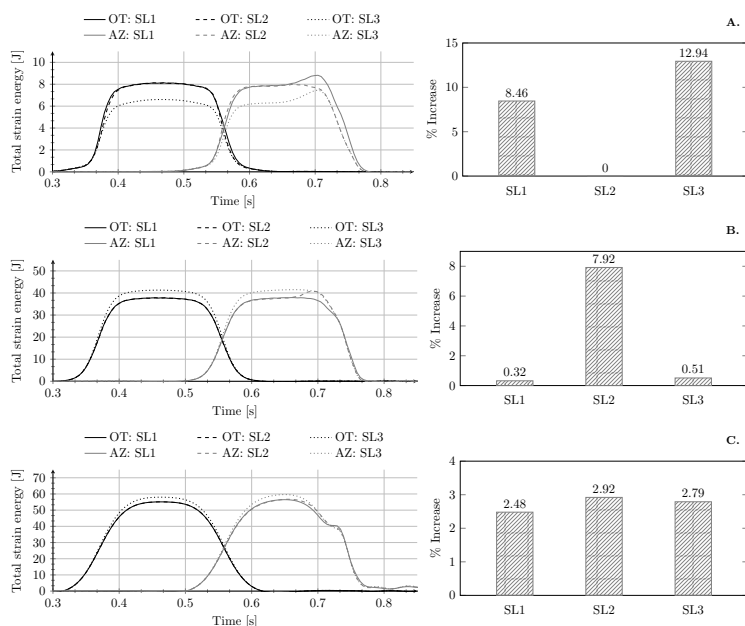 OT: SL1 OT: SL2 OT: SL3
AZ: SL1 AZ: SL2 AZ: SL3
Total strain energy [J]
10
8
6
4
2
0
0.3 0.4 0.5 0.6 0.7 0.8
Time [s]
A.
% Increase
15
10
5
0
8.46
0
12.94
SL1 SL2 SL3
OT: SL1 OT: SL2 OT: SL3
AZ: SL1 AZ: SL2 AZ: SL3
Total strain energy [J]
50
40
30
20
10
0
0.3 0.4 0.5 0.6 0.7 0.8
Time [s]
B.
% Increase
8
6
4
2
0
0.32
7.92
0.51
SL1 SL2 SL3
OT: SL1 OT: SL2 OT: SL3
AZ: SL1 AZ: SL2 AZ: SL3
Total strain energy [J]
70
60
50
40
30
20
10
0
0.3 0.4 0.5 0.6 0.7 0.8
Time [s]
C.
% Increase
4
3
2
1
0
2.48
2.92
2.79
SL1 SL2 SL3